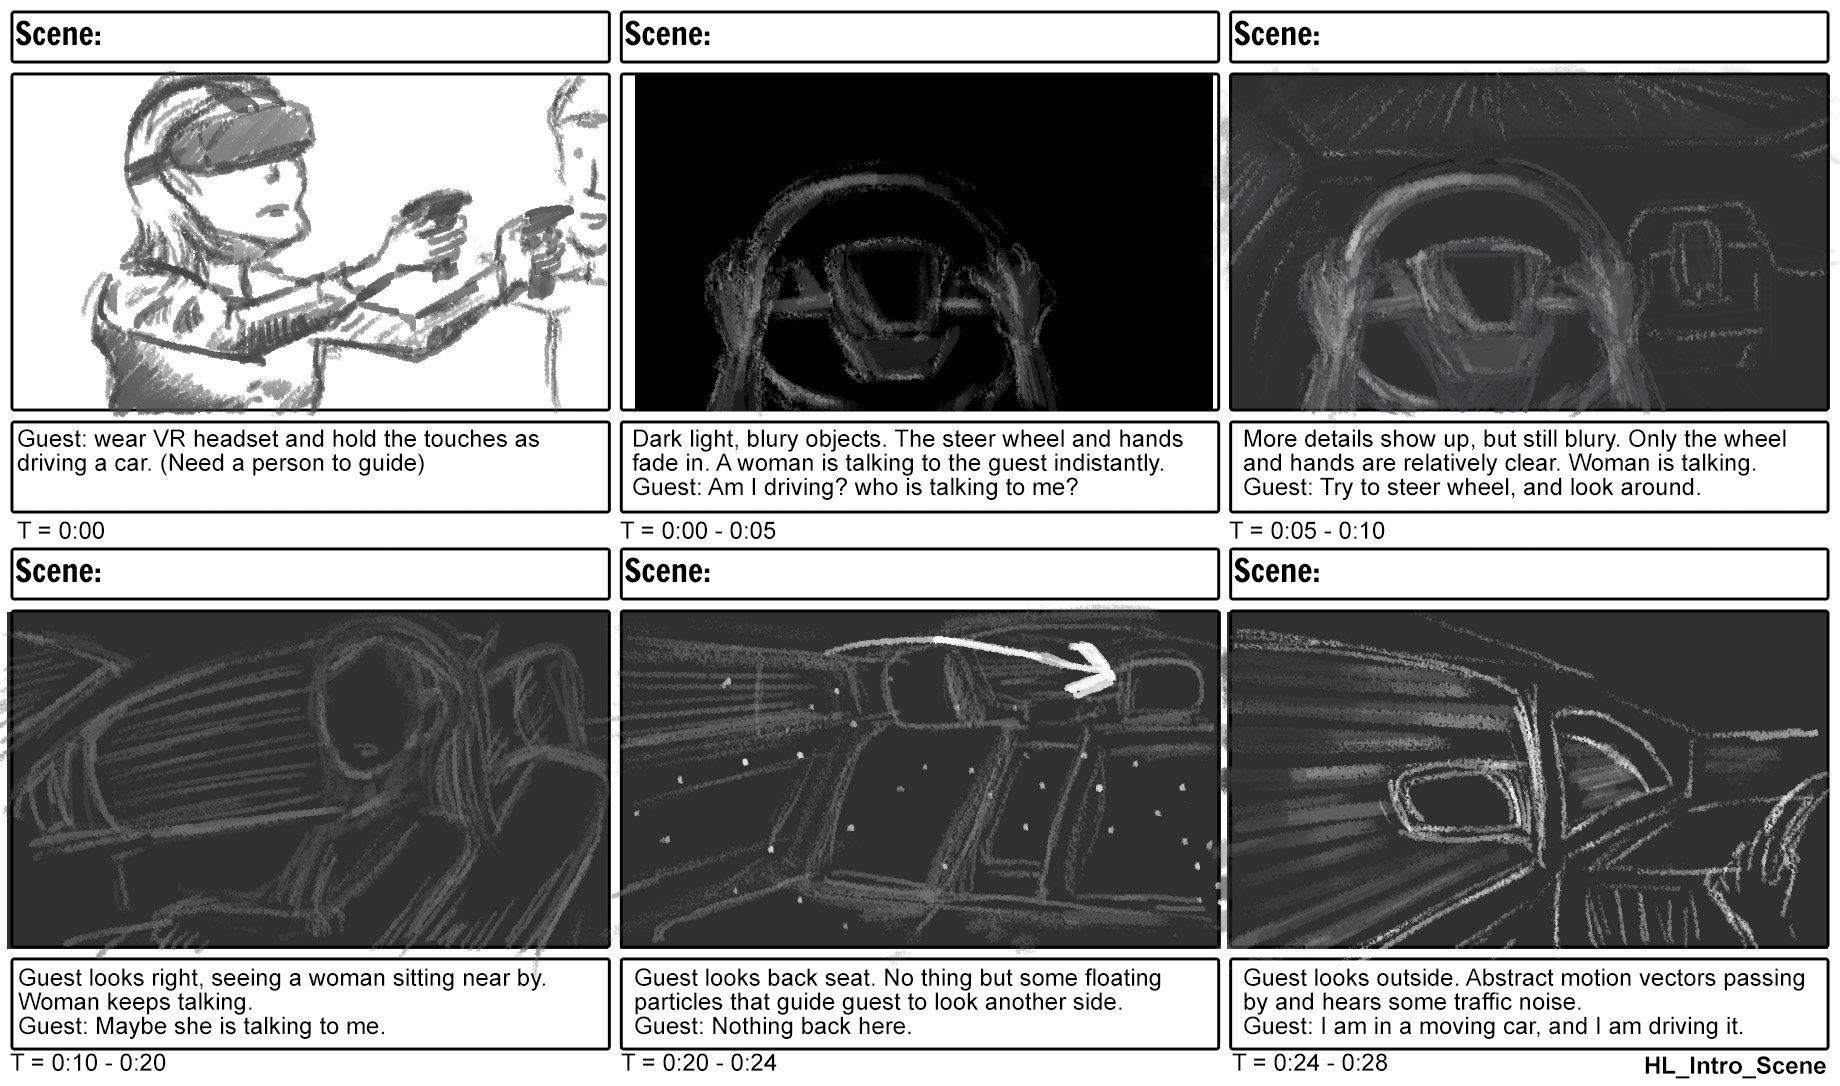 Scene:
Scene:
Scene:
Guest: wear VR headset and hold the touches as
driving a car. (Need a person to guide)
Dark light, blury objects. The steer wheel and hands
fade in. A woman is talking to the guest indistantly.
Guest: Am I driving? who is talking to me?
More details show up, but still blury. Only the wheel
and hands are relatively clear. Woman is talking.
Guest: Try to steer wheel, and look around.
T = 0:00
T = 0:00 - 0:05
T = 0:05 - 0:10
Scene:
Scene:
Scene:
Guest looks right, seeing a woman sitting near by.
Woman keeps talking.
Guest: Maybe she is talking to me.
Guest looks back seat. No thing but some floating
particles that guide guest to look another side.
Guest: Nothing back here.
Guest looks outside. Abstract motion vectors passing
by and hears some traffic noise.
Guest: I am in a moving car, and I am driving it.
T = 0:10 - 0:20
T = 0:20 - 0:24
T = 0:24 - 0:28
HL_Intro_Scene